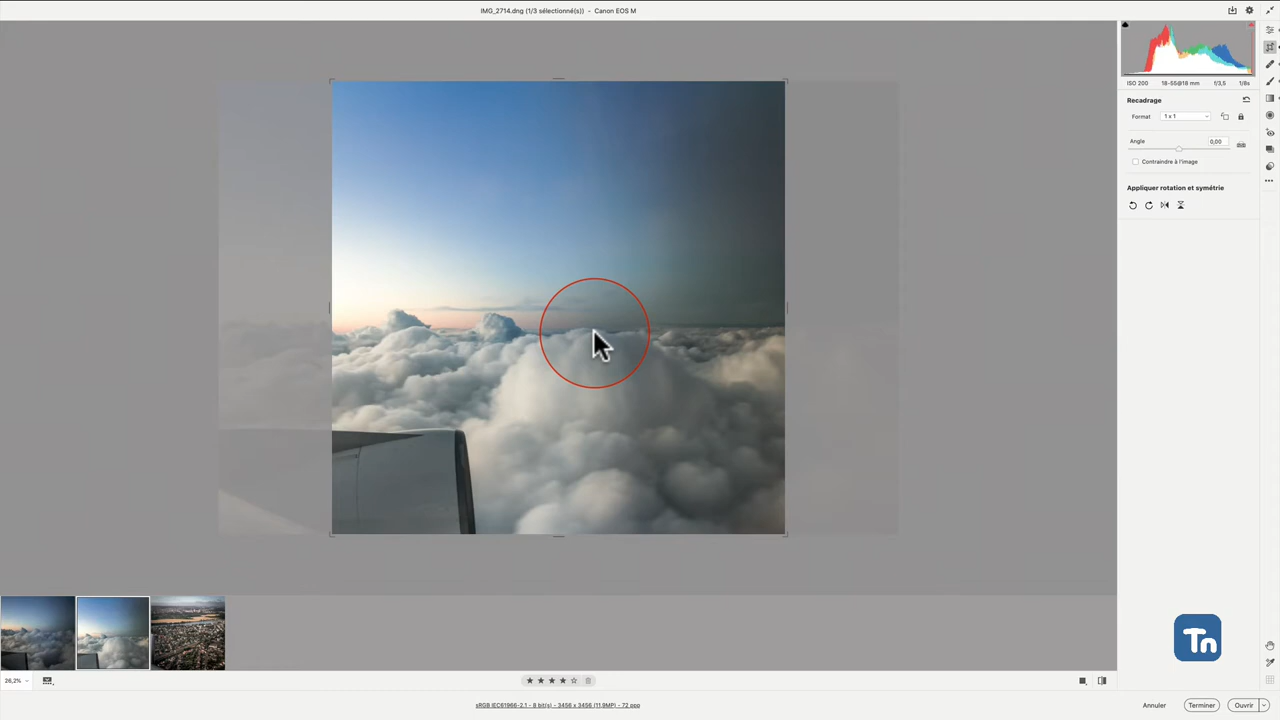 IMG_2714.dng (1/3 sélectionné(s)) - Canon EOS M
ISO 200 18-55@16 mm f/3,5 1/8s
Recadrage
Format 1 x 1
Angle 0,00
Contraindre à l'image
Appliquer rotation et symétrie
Tn
26,2%
sRGB IEC61966-2.1 - 8 bit(s) - 3456 x 3456 (11,9MP) - 72 ppp
Annuler Terminer Ouvrir